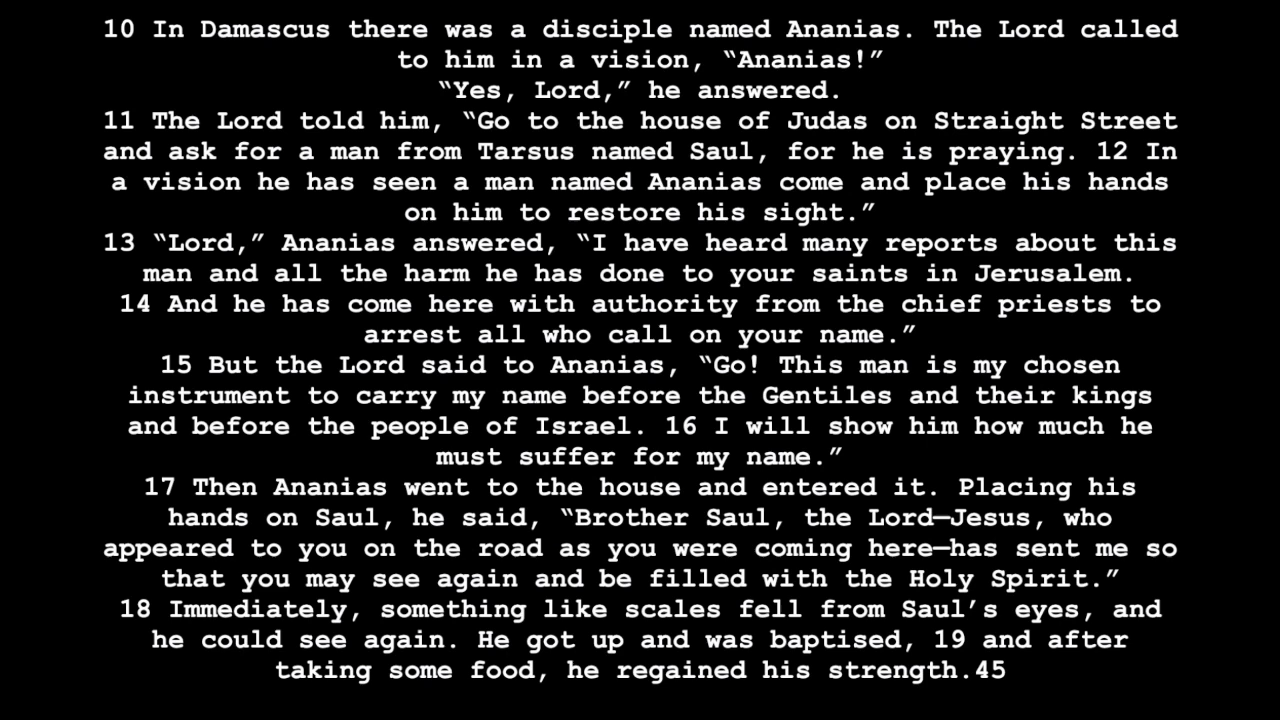 10 In Damascus there was a disciple named Ananias. The Lord called
to him in a vision, “Ananias!”
“Yes, Lord,” he answered.
11 The Lord told him, “Go to the house of Judas on Straight Street
and ask for a man from Tarsus named Saul, for he is praying. 12 In
a vision he has seen a man named Ananias come and place his hands
on him to restore his sight.”
13 “Lord,” Ananias answered, “I have heard many reports about this
man and all the harm he has done to your saints in Jerusalem.
14 And he has come here with authority from the chief priests to
arrest all who call on your name.”
15 But the Lord said to Ananias, “Go! This man is my chosen
instrument to carry my name before the Gentiles and their kings
and before the people of Israel. 16 I will show him how much he
must suffer for my name.”
17 Then Ananias went to the house and entered it. Placing his
hands on Saul, he said, “Brother Saul, the Lord—Jesus, who
appeared to you on the road as you were coming here—has sent me so
that you may see again and be filled with the Holy Spirit.”
18 Immediately, something like scales fell from Saul’s eyes, and
he could see again. He got up and was baptised, 19 and after
taking some food, he regained his strength.45